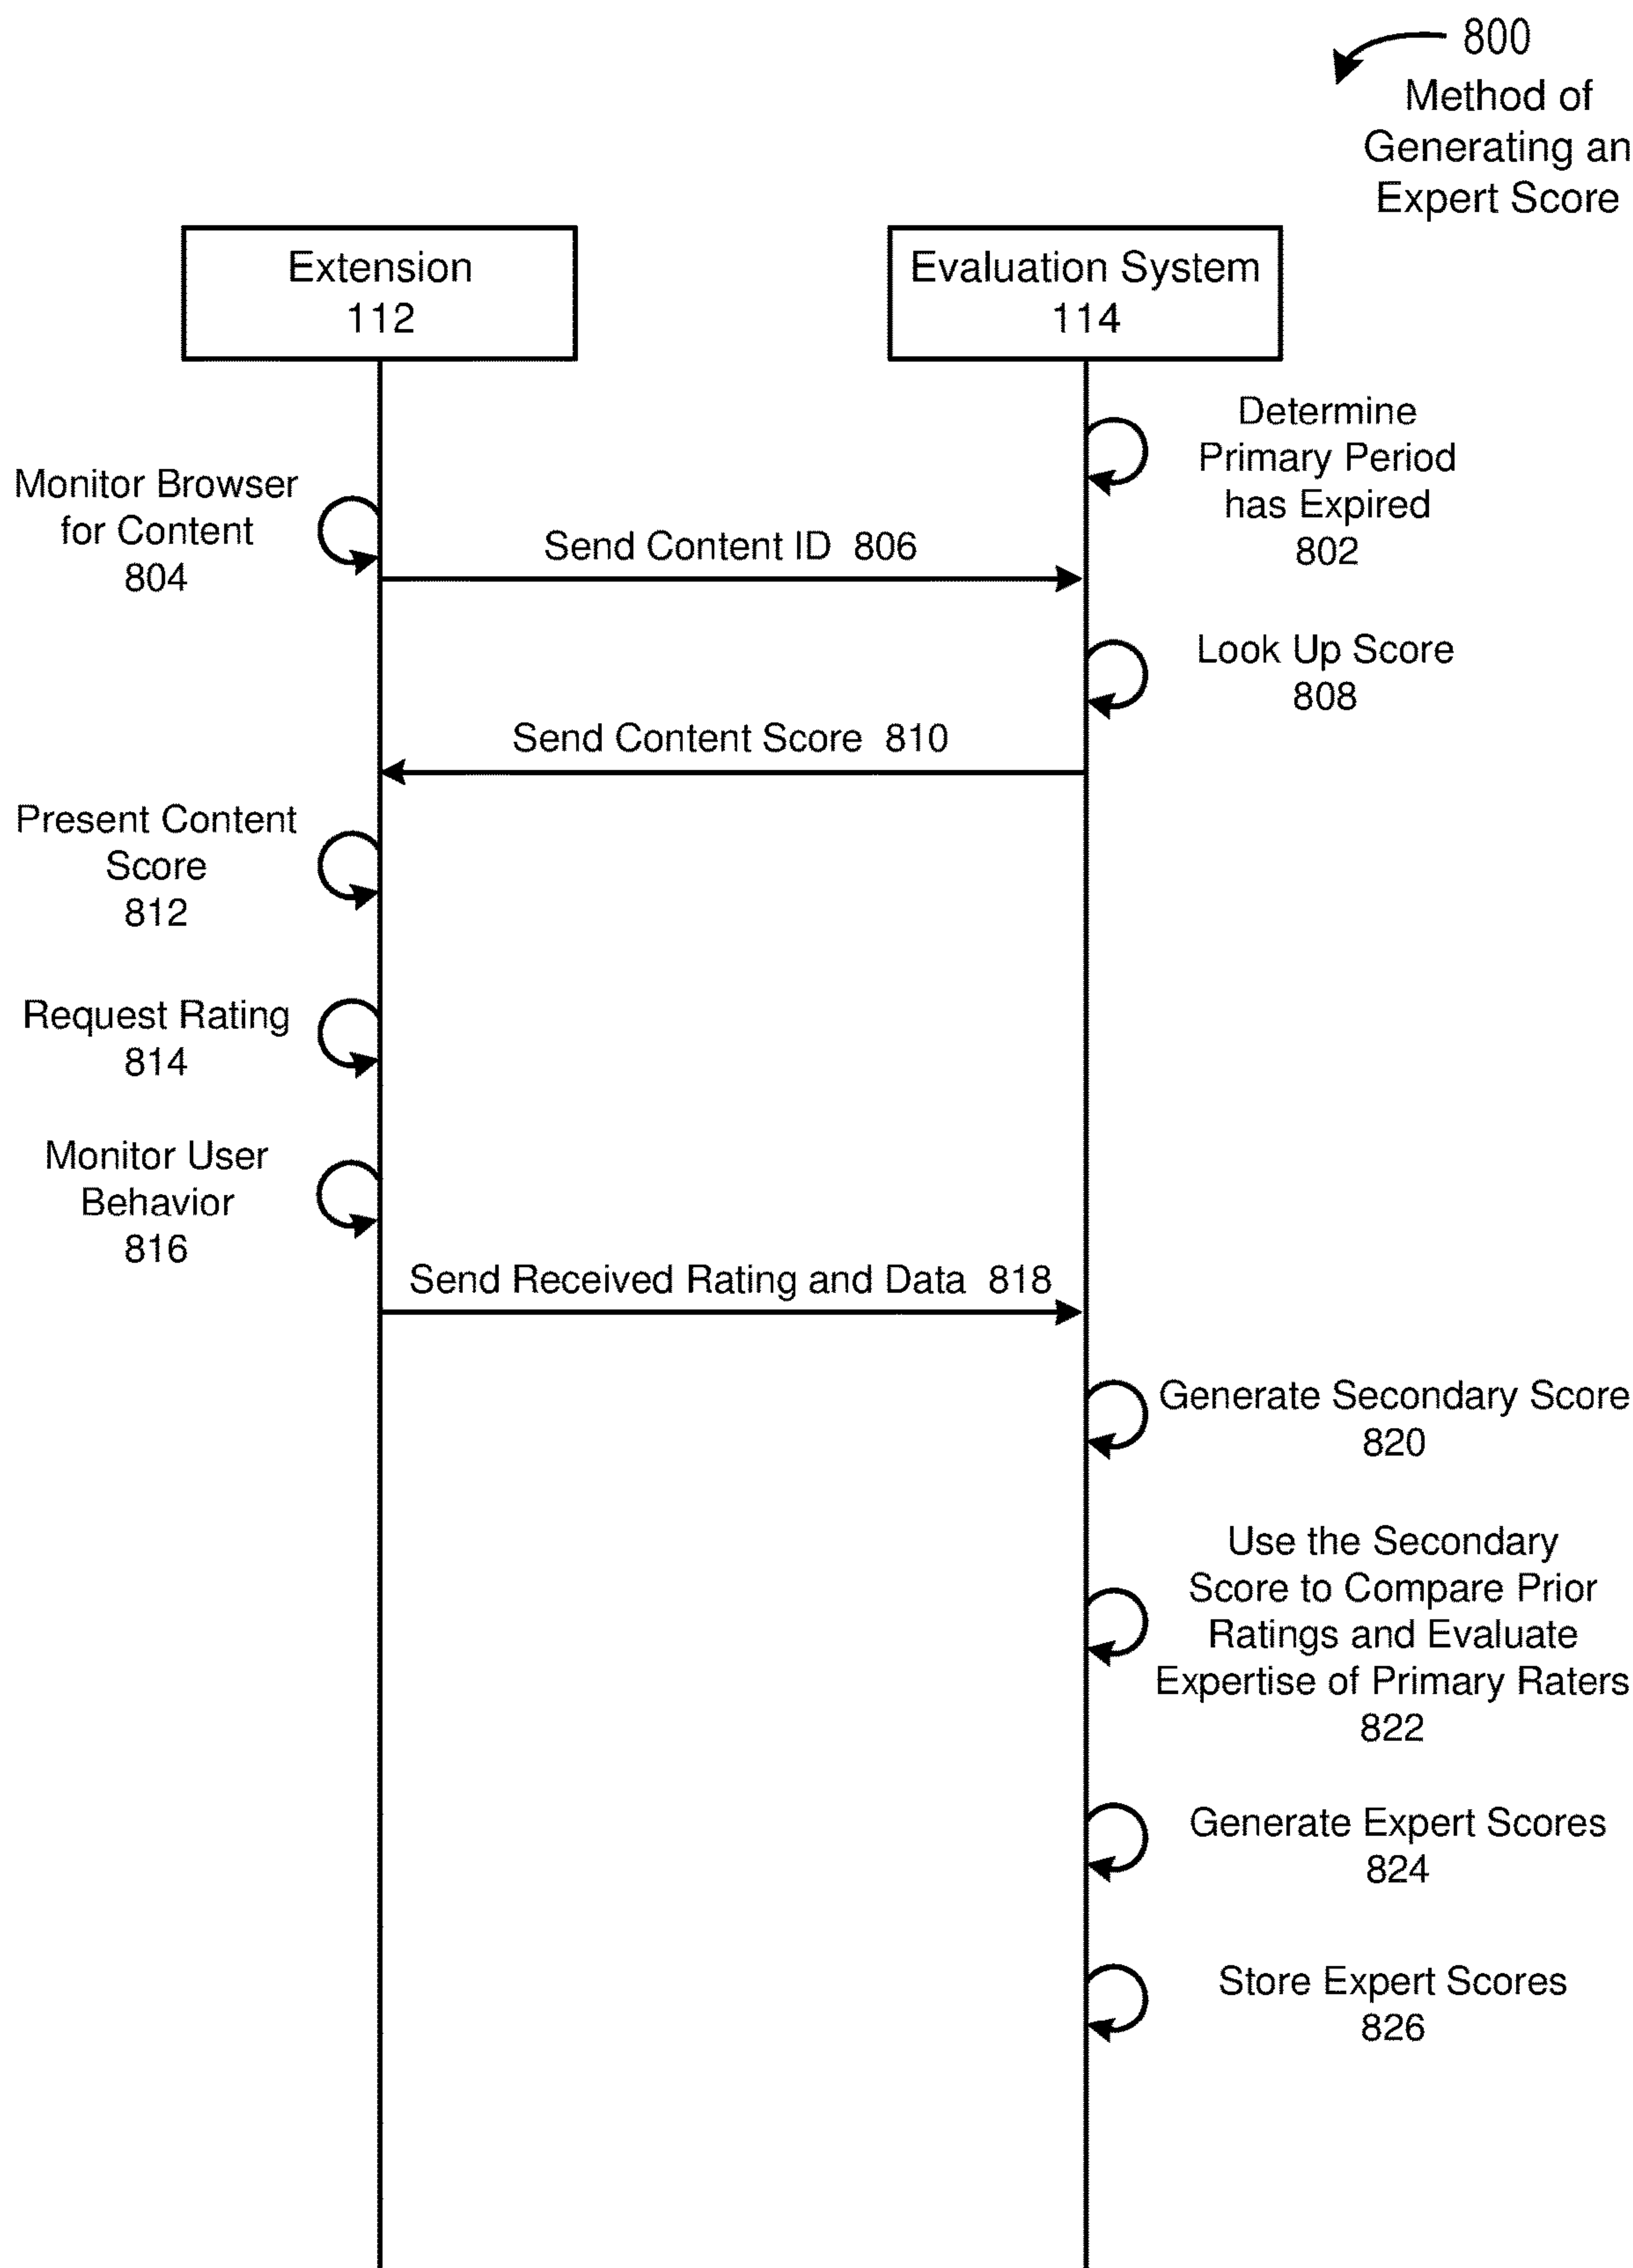 800
Method of
Generating an
Expert Score
Extension
112
Evaluation System
114
Determine
Primary Period
has Expired
802
Monitor Browser
for Content
804
Send Content ID 806
Look Up Score
808
Send Content Score 810
Present Content
Score
812
Request Rating
814
Monitor User
Behavior
816
Send Received Rating and Data 818
Generate Secondary Score
820
Use the Secondary
Score to Compare Prior
Ratings and Evaluate
Expertise of Primary Raters
822
Generate Expert Scores
824
Store Expert Scores
826